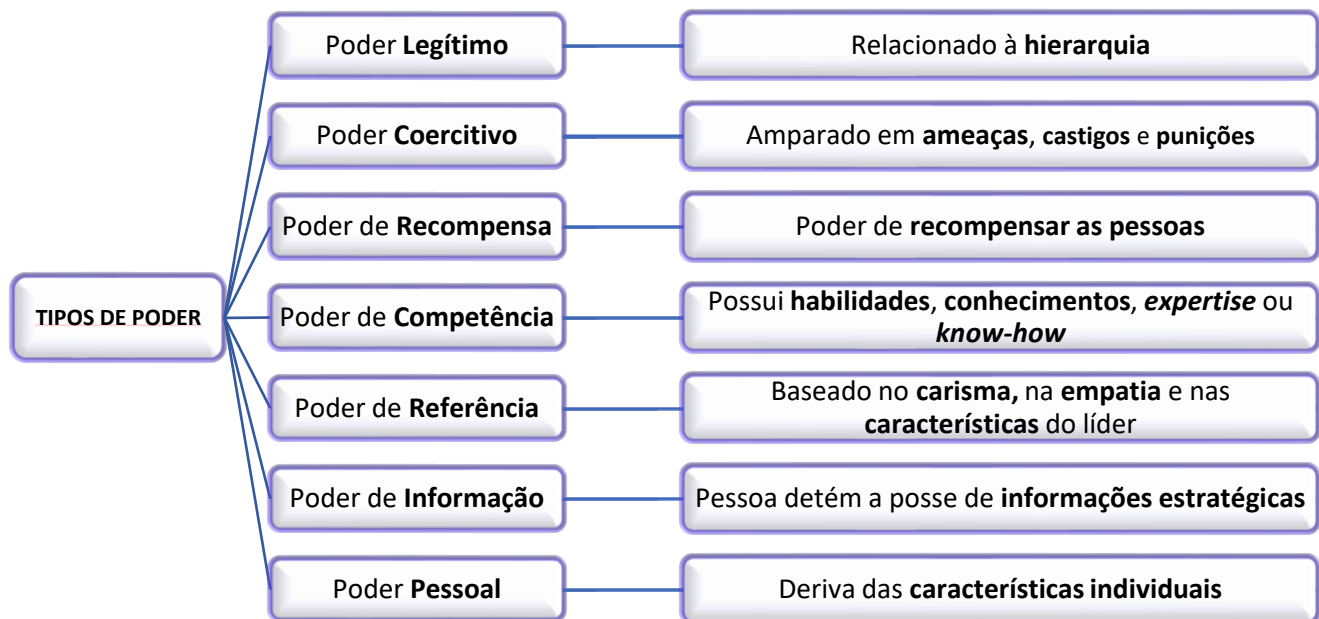 TIPOS DE PODER
Poder Legítimo
Relacionado à hierarquia
Poder Coercitivo
Amparado em ameaças, castigos e punições
Poder de Recompensa
Poder de recompensar as pessoas
Poder de Competência
Possui habilidades, conhecimentos, expertise ou
know-how
Poder de Referência
Baseado no carisma, na empatia e nas
características do líder
Poder de Informação
Pessoa detém a posse de informações estratégicas
Poder Pessoal
Deriva das características individuais